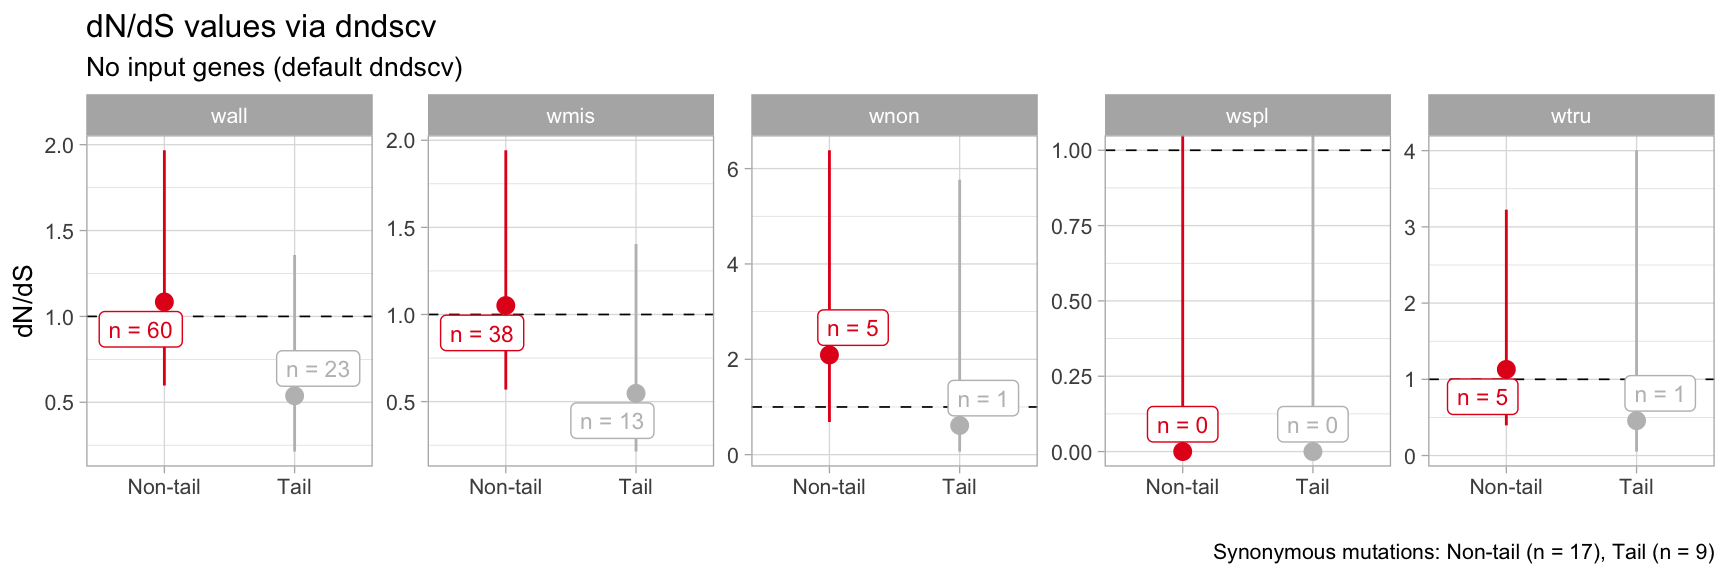 dN/dS values via dndscv
No input genes (default dndscv)
wall
wmis
wnon
wspl
wtru
dN/dS
2.0
1.5
1.0
0.5
n = 60
n = 23
Non-tail
Tail
2.0
1.5
1.0
0.5
n = 38
n = 13
Non-tail
Tail
6
4
2
0
n = 5
n = 1
Non-tail
Tail
1.00
0.75
0.50
0.25
0.00
n = 0
n = 0
Non-tail
Tail
4
3
2
1
0
n = 5
n = 1
Non-tail
Tail
Synonymous mutations: Non-tail (n = 17), Tail (n = 9)